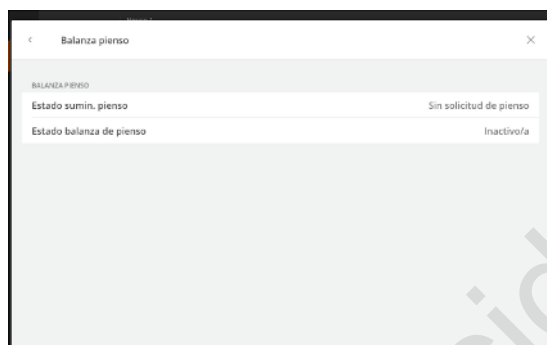 Balanza pienso
BALANZA PIENSO
Estado sumin. pienso Sin solicitud de pienso
Estado balanza de pienso Inactivo/a